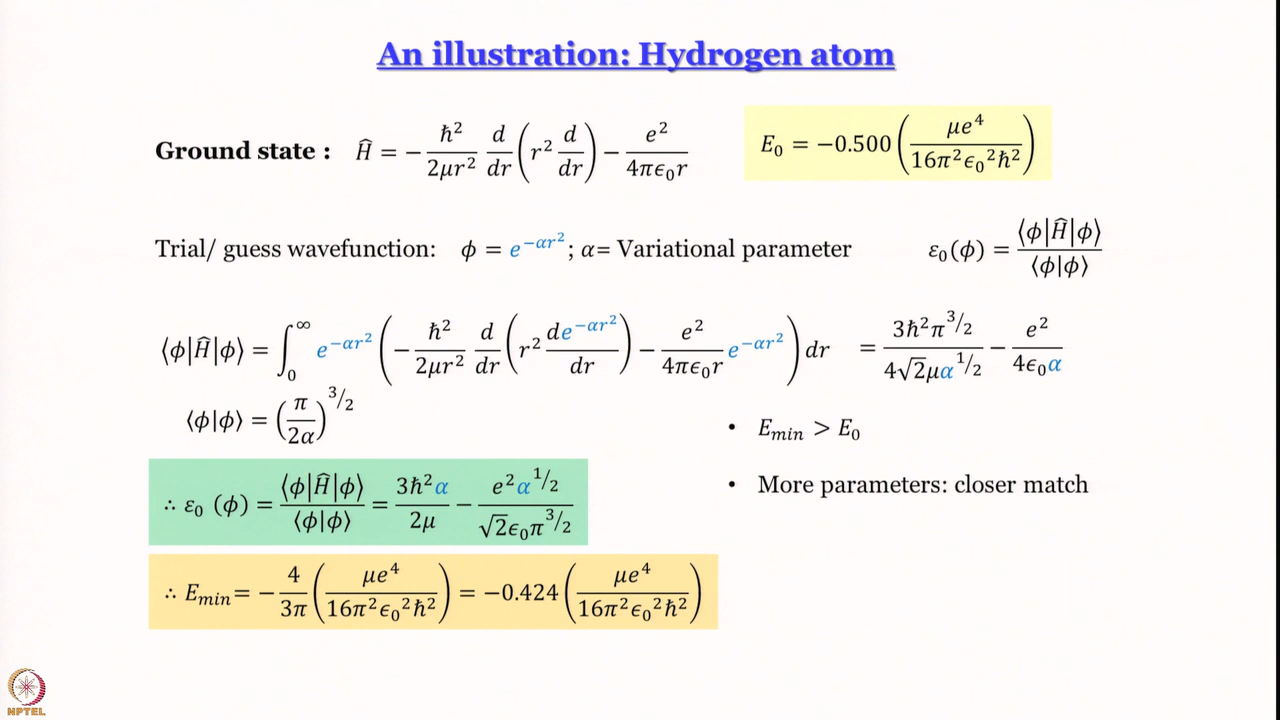 An illustration: Hydrogen atom
Ground state : Ĥ = −ħ²/2μr² d/dr (r² d/dr) − e²/4πϵ₀r
E₀ = −0.500 (μe⁴/16π²ϵ₀²ħ²)
Trial/ guess wavefunction: ϕ = e^−αr² ; α= Variational parameter
ε₀(ϕ) = ⟨ϕ|Ĥ|ϕ⟩/⟨ϕ|ϕ⟩
⟨ϕ|Ĥ|ϕ⟩ = ∫₀^∞ e^−αr² (−ħ²/2μr² d/dr (r² de^−αr²/dr) − e²/4πϵ₀r e^−αr²) dr = 3ħ²π^3/2 / 4√2μα^1/2 − e²/4ϵ₀α
⟨ϕ|ϕ⟩ = (π/2α)^3/2
• E_min > E₀
• More parameters: closer match
∴ ε₀ (ϕ) = ⟨ϕ|Ĥ|ϕ⟩/⟨ϕ|ϕ⟩ = 3ħ²α/2μ − e²α^1/2 / √2ϵ₀π^3/2
∴ E_min = −4/3π (μe⁴/16π²ϵ₀²ħ²) = −0.424 (μe⁴/16π²ϵ₀²ħ²)
NPTEL